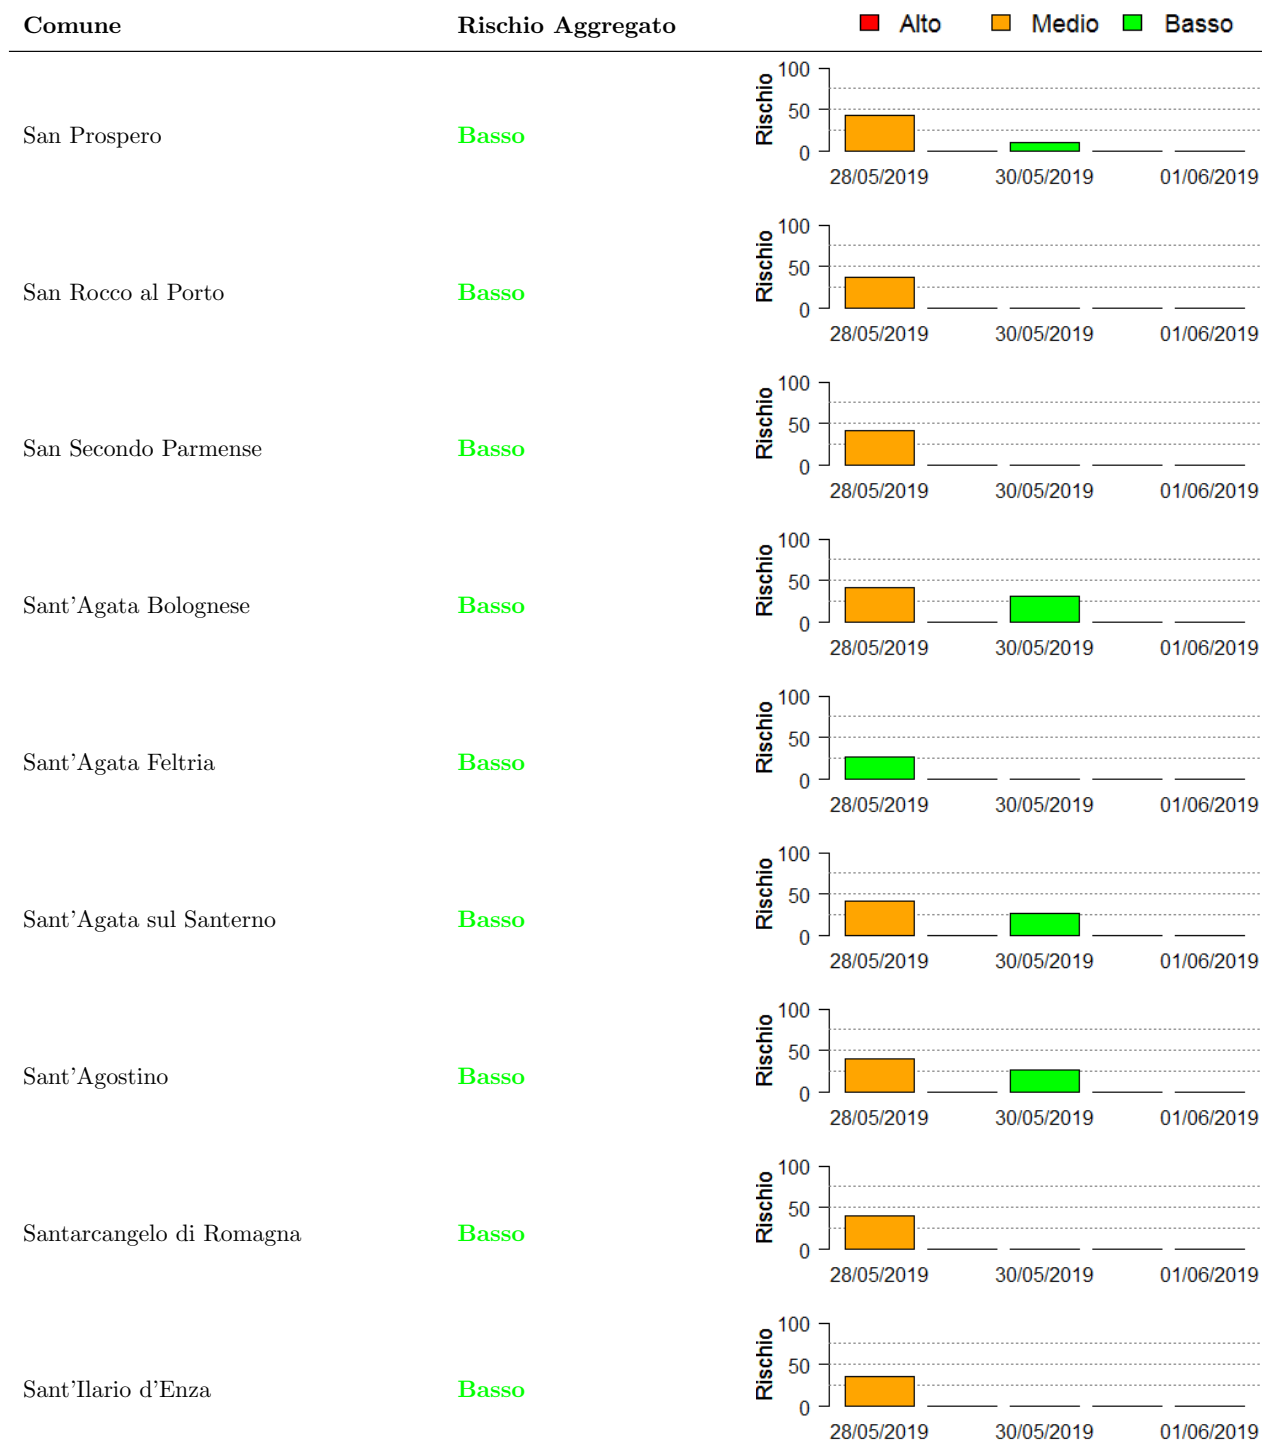 Comune Rischio Aggregato Alto Medio Basso
San Prospero Basso Rischio 100 50 0
28/05/2019 30/05/2019 01/06/2019
San Rocco al Porto Basso Rischio 100 50 0
28/05/2019 30/05/2019 01/06/2019
San Secondo Parmense Basso Rischio 100 50 0
28/05/2019 30/05/2019 01/06/2019
Sant'Agata Bolognese Basso Rischio 100 50 0
28/05/2019 30/05/2019 01/06/2019
Sant'Agata Feltria Basso Rischio 100 50 0
28/05/2019 30/05/2019 01/06/2019
Sant'Agata sul Santerno Basso Rischio 100 50 0
28/05/2019 30/05/2019 01/06/2019
Sant'Agostino Basso Rischio 100 50 0
28/05/2019 30/05/2019 01/06/2019
Santarcangelo di Romagna Basso Rischio 100 50 0
28/05/2019 30/05/2019 01/06/2019
Sant'Ilario d'Enza Basso Rischio 100 50 0
28/05/2019 30/05/2019 01/06/2019